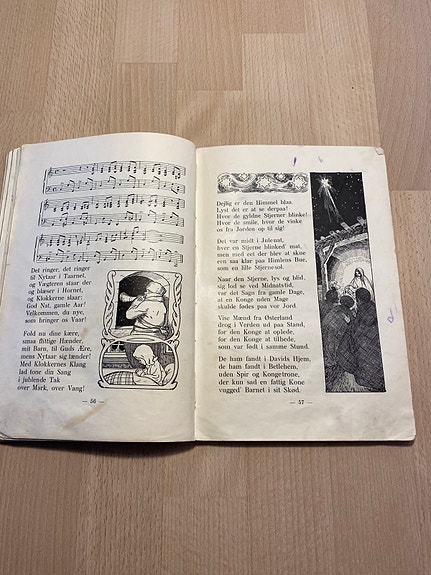 Det ringer, det ringer
til Nytaar i Taarnet,
og Vægteren staar der
og blæser i Hornet,
og Klokkerne slaar:
God Nat, gamle Aar!
Velkommen, du nye,
som bringer os Vaar!
Fold nu dine kære,
smaa flittige Hænder,
mit Barn, til Guds Ære,
mens Nytaar sig tænder!
Med Klokkernes Klang
lad tone din Sang
i jublende Tak
over Mark, over Vang!
— 56 —
Dejlig er den Himmel blaa,
Lyst det er at se derpaa!
Hvor de gyldne Stjerner blinke!
Hvor de smile, hvor de vinke
os fra Jorden op til sig!
Det var midt i Julenat,
hver en Stjerne blinked' mat,
men med eet der blev at skue
een saa klar paa Himlens Bue,
som en lille Stjernesol.
Naar den Stjerne, lys og blid,
sig lod se ved Midnatstid,
var det Sagn fra gamle Dage,
at en Konge uden Mage
skulde fødes paa vor Jord.
Vise Mænd fra Østerland
drog i Verden ud paa Stand,
for den Konge at oplede,
for den Konge at tilbede,
som var født i samme Stund.
De ham fandt i Davids Hjem,
de ham fandt i Betlehem,
uden Spir og Kongetrone,
der kun sad en fattig Kone
vugged' Barnet i sit Skød.
— 57 —